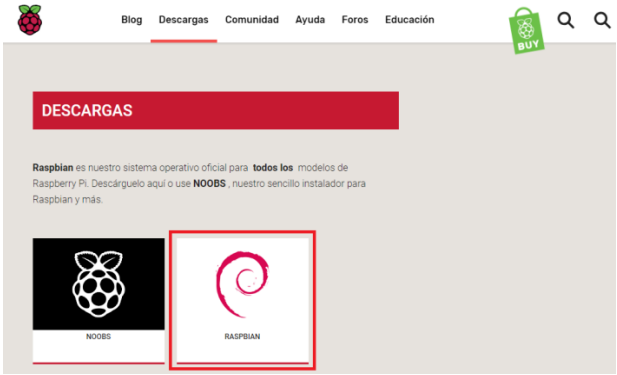 Blog Descargas Comunidad Ayuda Foros Educación
BUY
DESCARGAS
Raspbian es nuestro sistema operativo oficial para todos los modelos de
Raspberry Pi. Descárguelo aquí o use NOOBS , nuestro sencillo instalador para
Raspbian y más.
NOOBS RASPBIAN